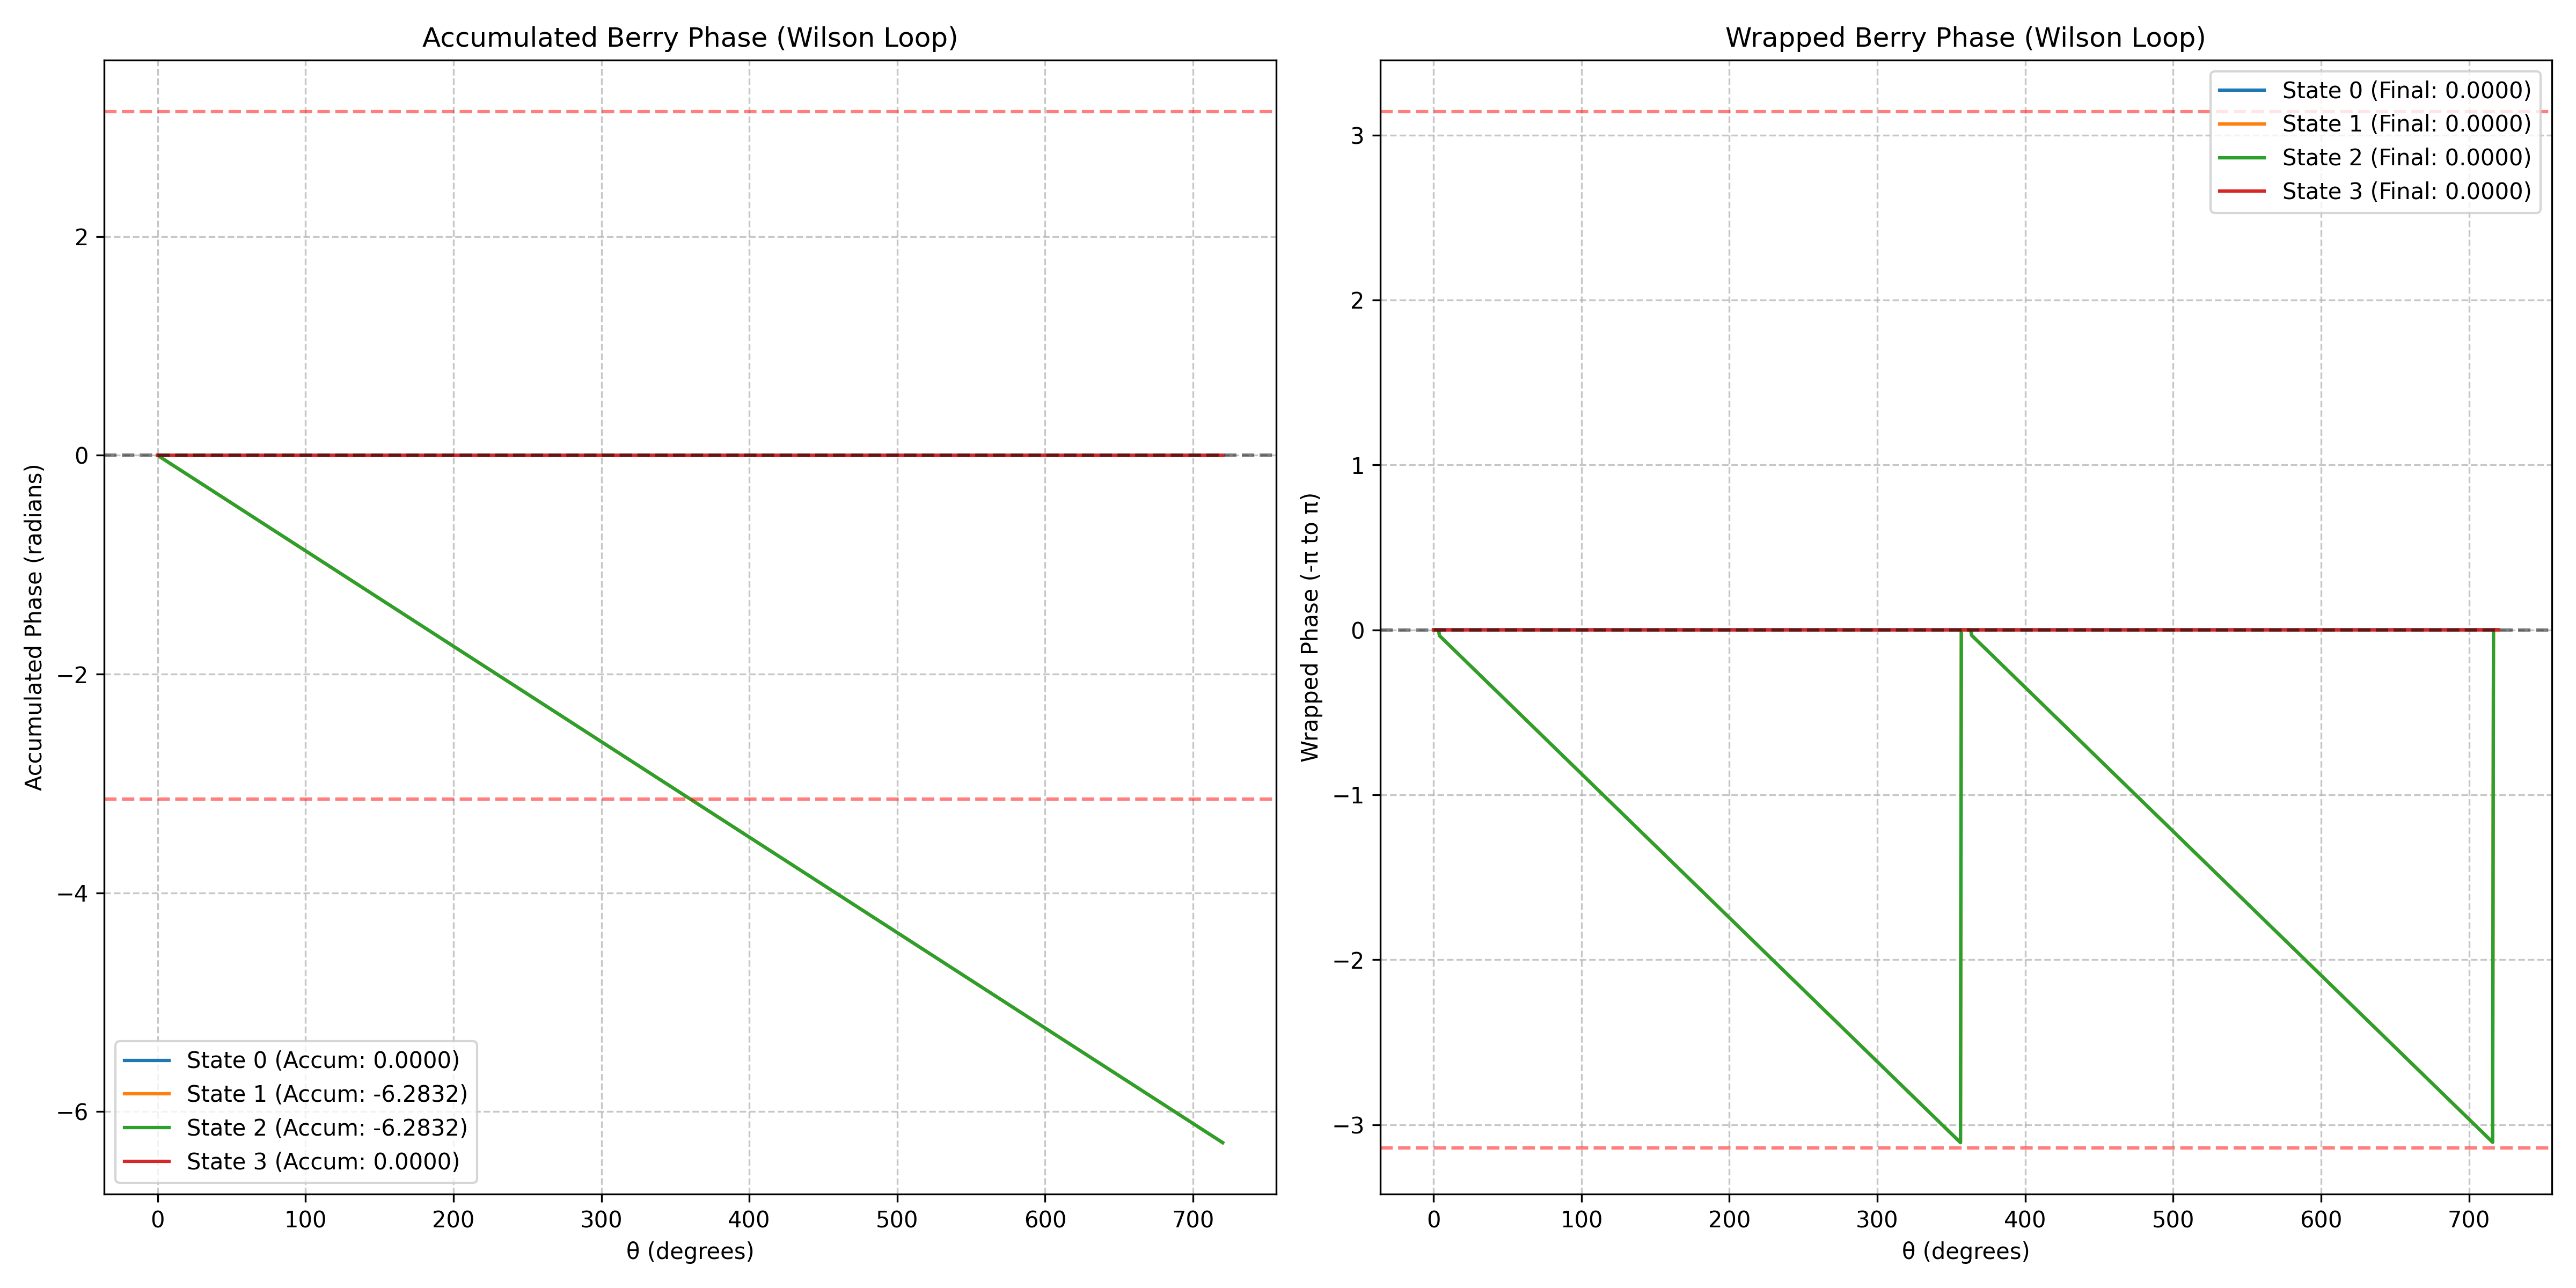 Accumulated Berry Phase (Wilson Loop)
Accumulated Phase (radians)
2
0
−2
−4
−6
State 0 (Accum: 0.0000)
State 1 (Accum: -6.2832)
State 2 (Accum: -6.2832)
State 3 (Accum: 0.0000)
0 100 200 300 400 500 600 700
θ (degrees)
Wrapped Berry Phase (Wilson Loop)
Wrapped Phase (-π to π)
3
2
1
0
−1
−2
−3
State 0 (Final: 0.0000)
State 1 (Final: 0.0000)
State 2 (Final: 0.0000)
State 3 (Final: 0.0000)
0 100 200 300 400 500 600 700
θ (degrees)